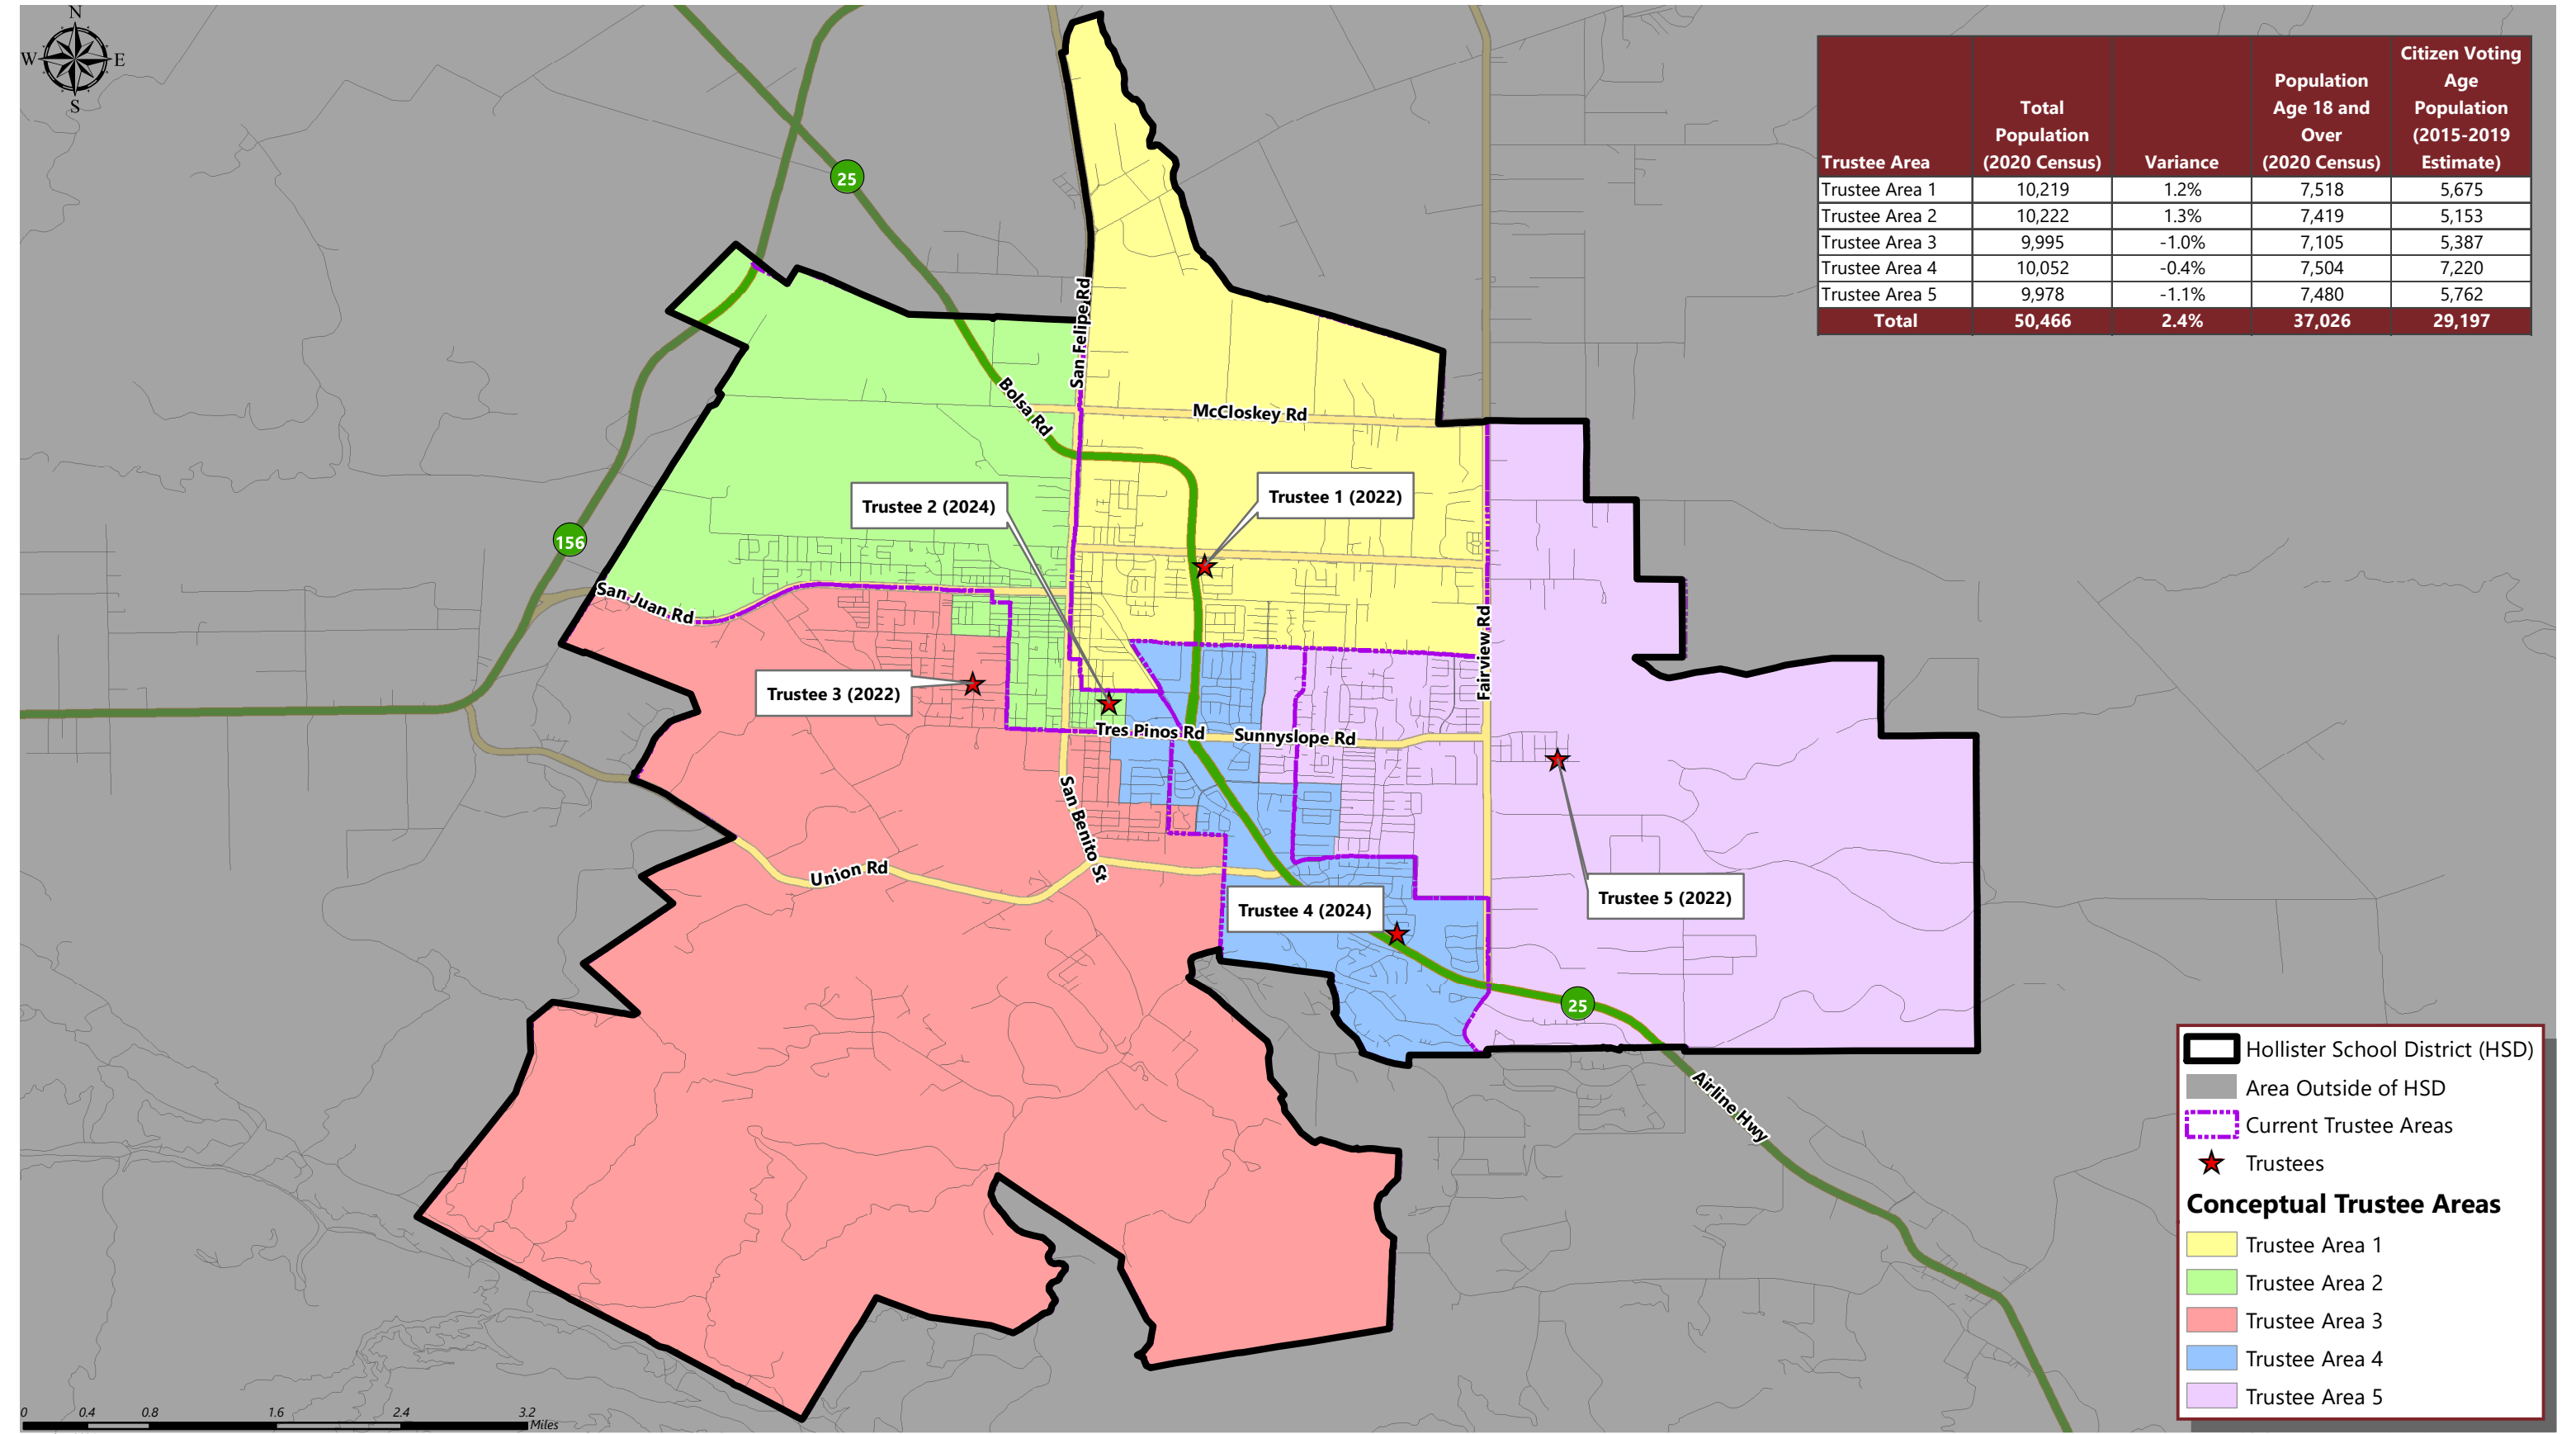 N
W E
S
Trustee Area
Total
Population
(2020 Census)
Variance
Population
Age 18 and
Over
(2020 Census)
Citizen Voting
Age
Population
(2015-2019
Estimate)
Trustee Area 1 10,219 1.2% 7,518 5,675
Trustee Area 2 10,222 1.3% 7,419 5,153
Trustee Area 3 9,995 -1.0% 7,105 5,387
Trustee Area 4 10,052 -0.4% 7,504 7,220
Trustee Area 5 9,978 -1.1% 7,480 5,762
Total 50,466 2.4% 37,026 29,197
25
San Felipe Rd
Bolsa Rd
McCloskey Rd
Trustee 2 (2024)
Trustee 1 (2022)
156
San Juan Rd
Fairview Rd
Trustee 3 (2022)
Tres Pinos Rd
Sunnyslope Rd
San Benito St
Union Rd
Trustee 4 (2024)
Trustee 5 (2022)
25
Airline Hwy
Hollister School District (HSD)
Area Outside of HSD
Current Trustee Areas
Trustees
Conceptual Trustee Areas
Trustee Area 1
Trustee Area 2
Trustee Area 3
Trustee Area 4
Trustee Area 5
0 0.4 0.8 1.6 2.4 3.2
Miles